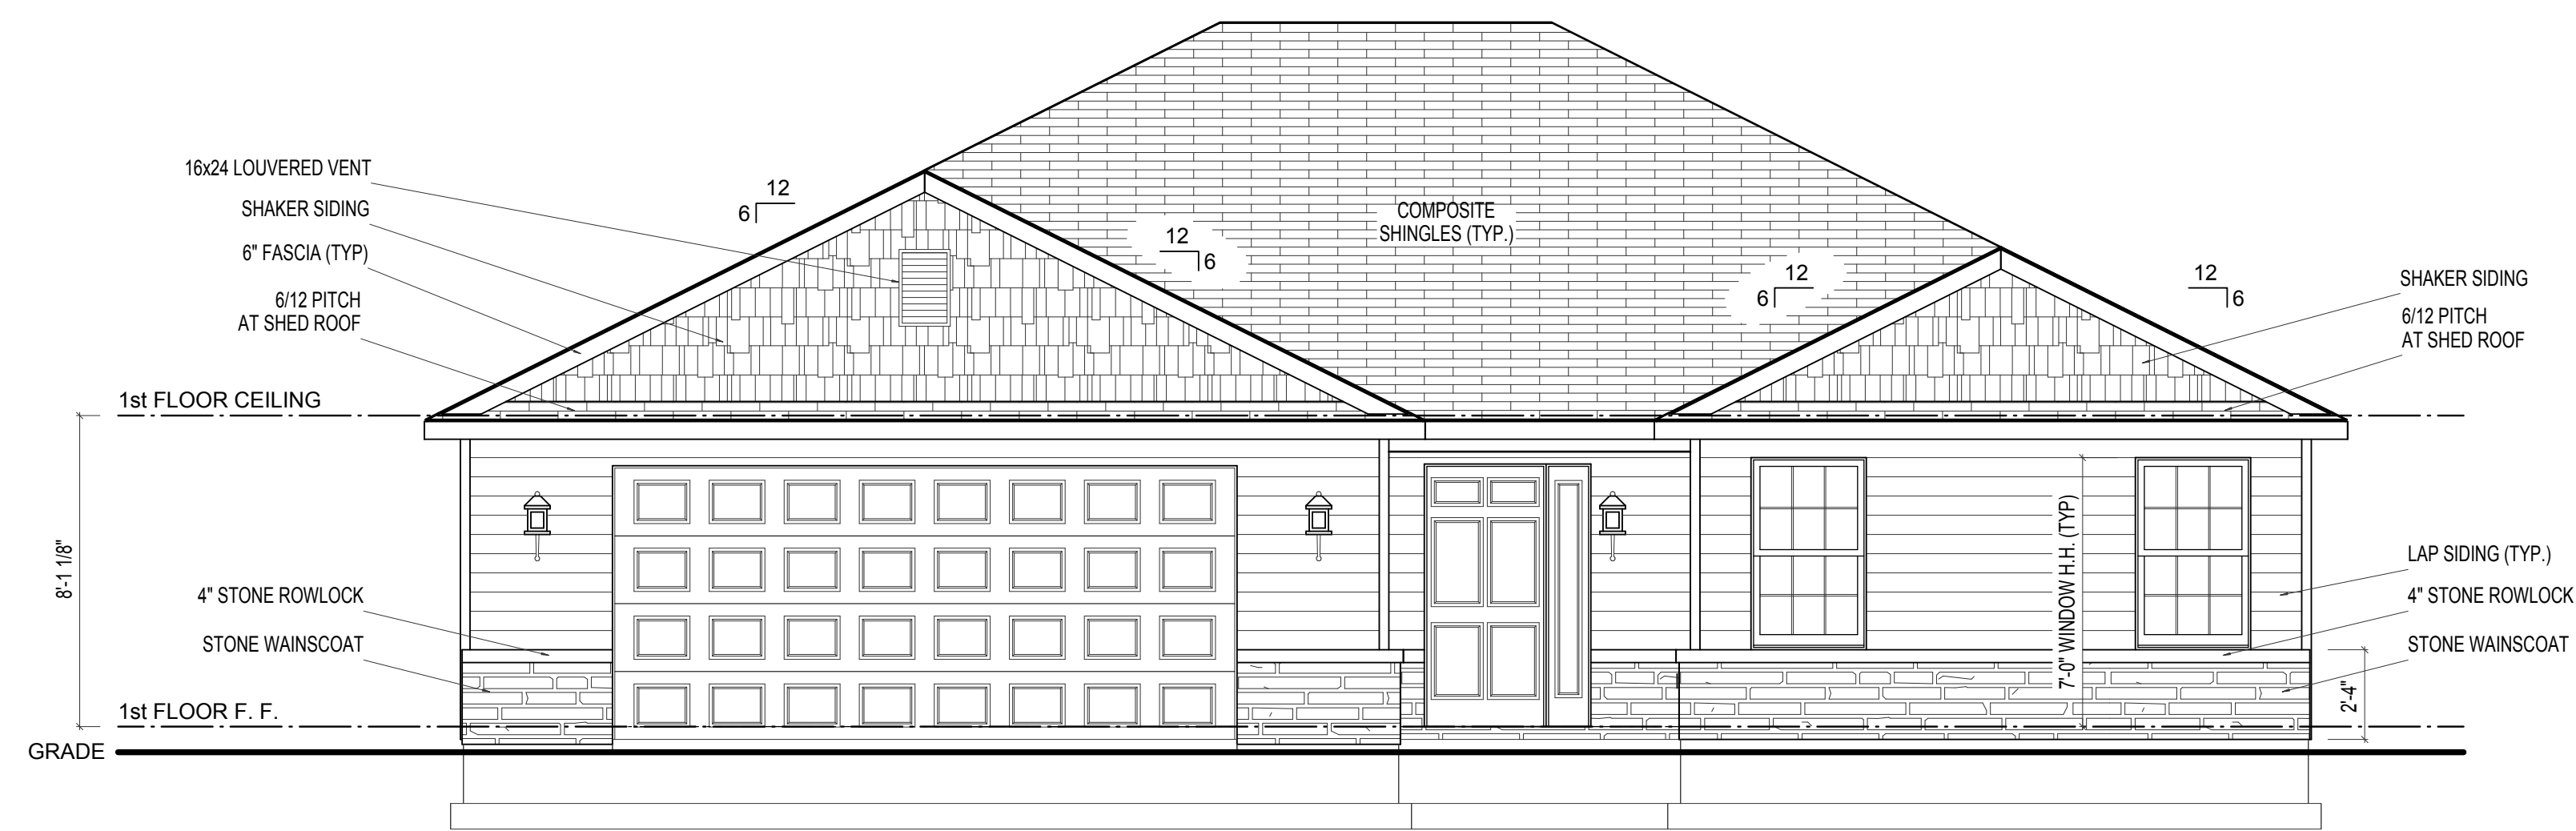 16x24 LOUVERED VENT
SHAKER SIDING
6" FASCIA (TYP)
6/12 PITCH
AT SHED ROOF
1st FLOOR CEILING
8'-1 1/8"
4" STONE ROWLOCK
STONE WAINSCOAT
1st FLOOR F. F.
GRADE
12
6
12
6
COMPOSITE
SHINGLES (TYP.)
12
6
12
6
7'-0" WINDOW H.H. (TYP)
SHAKER SIDING
6/12 PITCH
AT SHED ROOF
LAP SIDING (TYP.)
4" STONE ROWLOCK
STONE WAINSCOAT
2'-4"